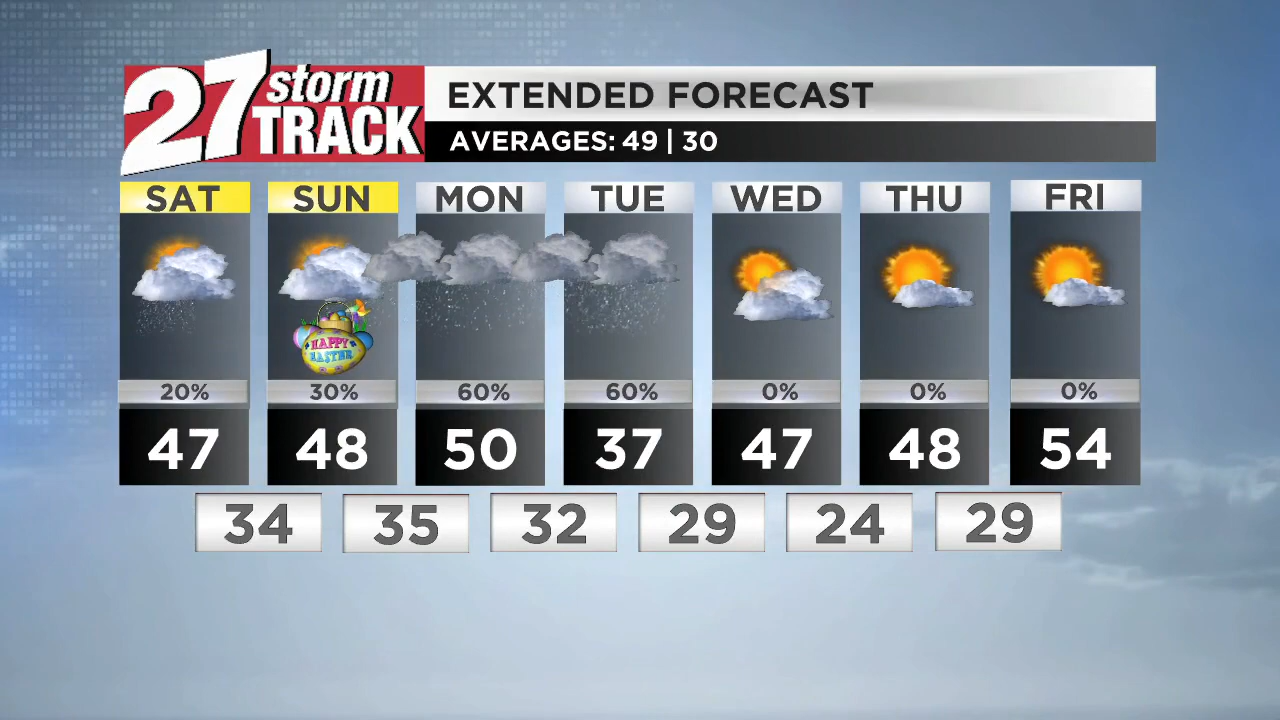 27 storm
TRACK
EXTENDED FORECAST
AVERAGES: 49 | 30
SAT SUN MON TUE WED THU FRI
HAPPY
EASTER
20% 30% 60% 60% 0% 0% 0%
47 48 50 37 47 48 54
34 35 32 29 24 29